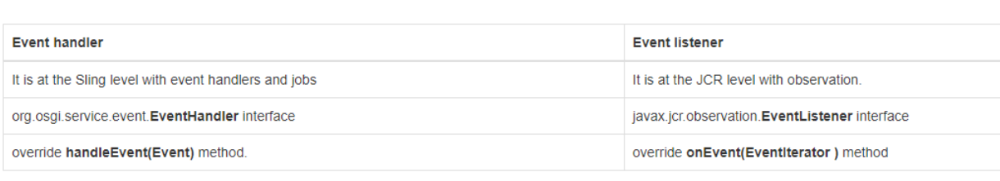 Event handler Event listener
It is at the Sling level with event handlers and jobs It is at the JCR level with observation.
org.osgi.service.event.EventHandler interface javax.jcr.observation.EventListener interface
override handleEvent(Event) method. override onEvent(EventIterator ) method